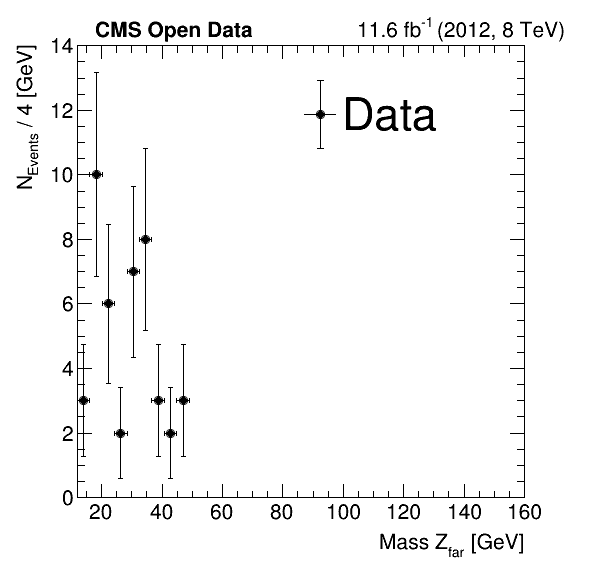 CMS Open Data 11.6 fb⁻¹ (2012, 8 TeV)
N_Events / 4 [GeV]
14
12
10
8
6
4
2
0
Data
20 40 60 80 100 120 140 160
Mass Z_far [GeV]